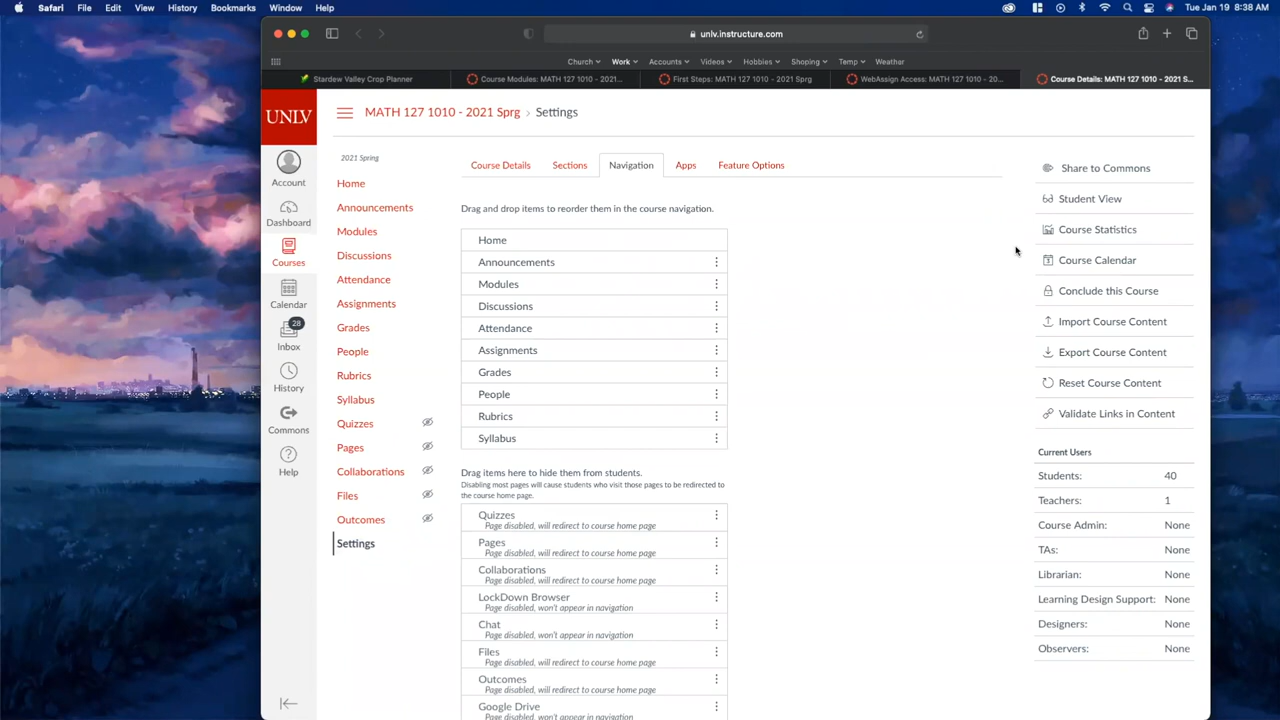 Safari File Edit View History Bookmarks Window Help Tue Jan 19 8:38 AM
univ.instructure.com
Church Work Accounts Videos Hobbies Shoping Temp Weather
Stardew Valley Crop Planner
Course Modules: MATH 127 1010 - 2021...
First Steps: MATH 127 1010 - 2021 Sprg
WebAssign Access: MATH 127 1010 - 20...
Course Details: MATH 127 1010 - 2021 S...
UNLV
Account
Dashboard
Courses
Calendar
28
Inbox
History
Commons
Help
MATH 127 1010 - 2021 Sprg › Settings
2021 Spring
Home
Announcements
Modules
Discussions
Attendance
Assignments
Grades
People
Rubrics
Syllabus
Quizzes
Pages
Collaborations
Files
Outcomes
Settings
Course Details Sections Navigation Apps Feature Options
Drag and drop items to reorder them in the course navigation.
Home
Announcements
Modules
Discussions
Attendance
Assignments
Grades
People
Rubrics
Syllabus
Drag items here to hide them from students.
Disabling most pages will cause students who visit those pages to be redirected to
the course home page.
Quizzes
Page disabled, will redirect to course home page
Pages
Page disabled, will redirect to course home page
Collaborations
Page disabled, will redirect to course home page
LockDown Browser
Page disabled, won't appear in navigation
Chat
Page disabled, won't appear in navigation
Files
Page disabled, will redirect to course home page
Outcomes
Page disabled, will redirect to course home page
Google Drive
Page disabled, won't appear in navigation
Share to Commons
Student View
Course Statistics
Course Calendar
Conclude this Course
Import Course Content
Export Course Content
Reset Course Content
Validate Links in Content
Current Users
Students: 40
Teachers: 1
Course Admin: None
TAs: None
Librarian: None
Learning Design Support: None
Designers: None
Observers: None